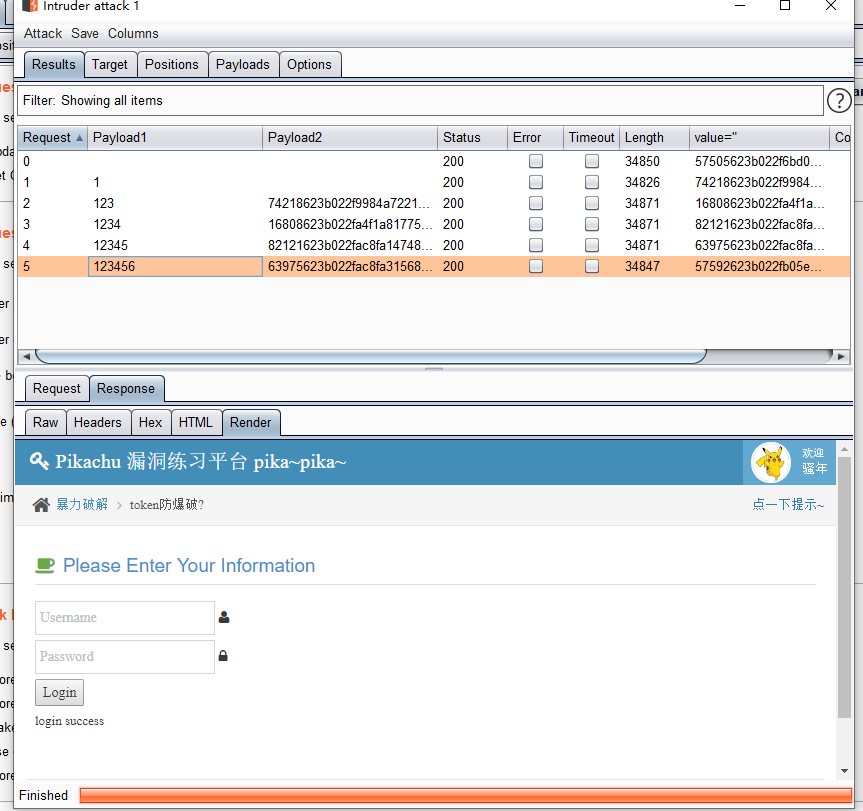 Intruder attack 1
Attack Save Columns
Results Target Positions Payloads Options
Filter: Showing all items ?
Request Payload1 Payload2 Status Error Timeout Length value=" Co
0 200 34850 57505623b022f6bd0...
1 1 200 34826 74218623b022f9984...
2 123 74218623b022f9984a7221... 200 34871 16808623b022fa4f1a...
3 1234 16808623b022fa4f1a81775... 200 34871 82121623b022fac8fa...
4 12345 82121623b022fac8fa14748... 200 34871 63975623b022fac8fa...
5 123456 63975623b022fac8fa31568... 200 34847 57592623b022fb05e...
Request Response
Raw Headers Hex HTML Render
Pikachu 漏洞练习平台 pika~pika~
欢迎
骚年
暴力破解 > token防爆破?
点一下提示~
Please Enter Your Information
Username
Password
Login
login success
Finished